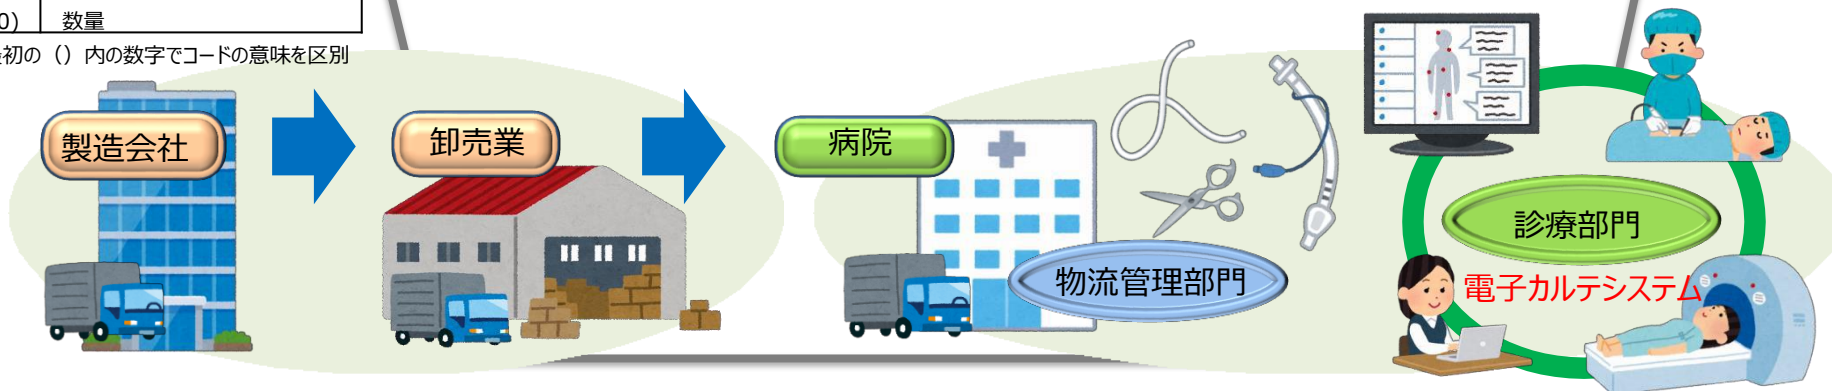 0) 数量
初の（）内の数字でコードの意味を区別
製造会社
卸売業
病院
物流管理部門
診療部門
電子カルテシステム